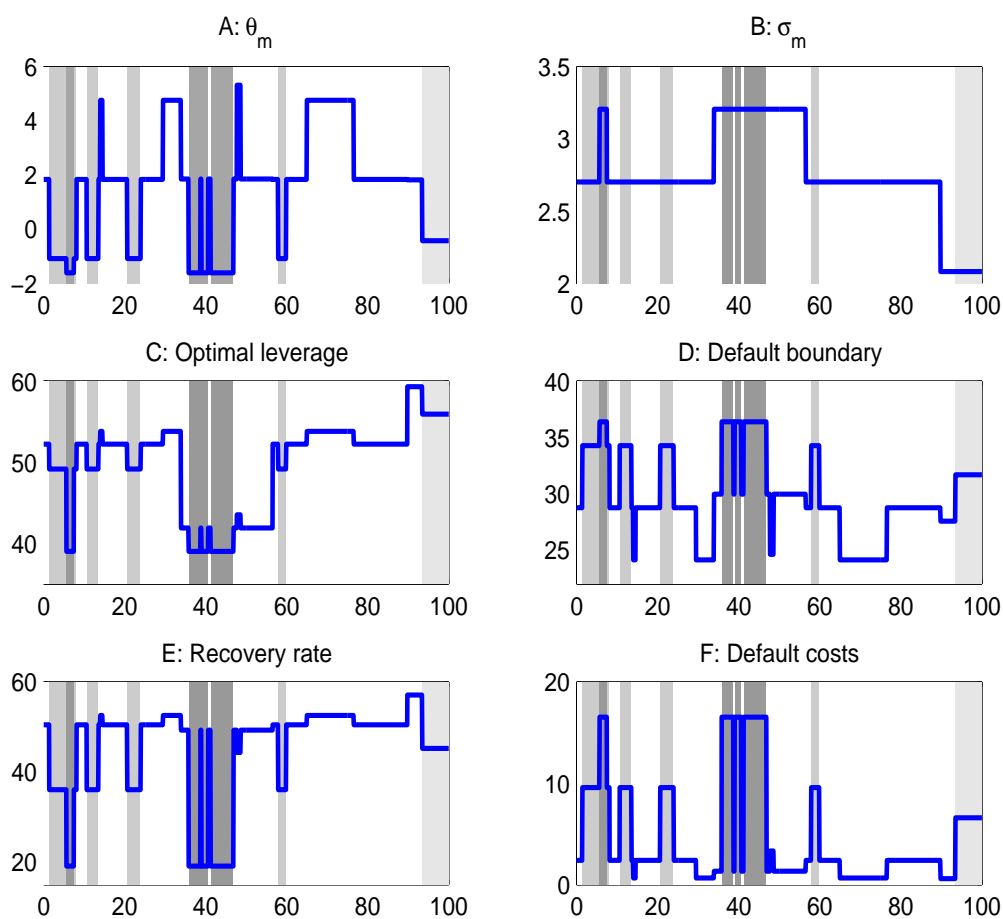 A: θ_m
B: σ_m
6
4
2
0
−2
0 20 40 60 80 100
3.5
3
2.5
2
0 20 40 60 80 100
C: Optimal leverage
D: Default boundary
60
50
40
0 20 40 60 80 100
40
35
30
25
0 20 40 60 80 100
E: Recovery rate
F: Default costs
60
40
20
0 20 40 60 80 100
20
10
0
0 20 40 60 80 100